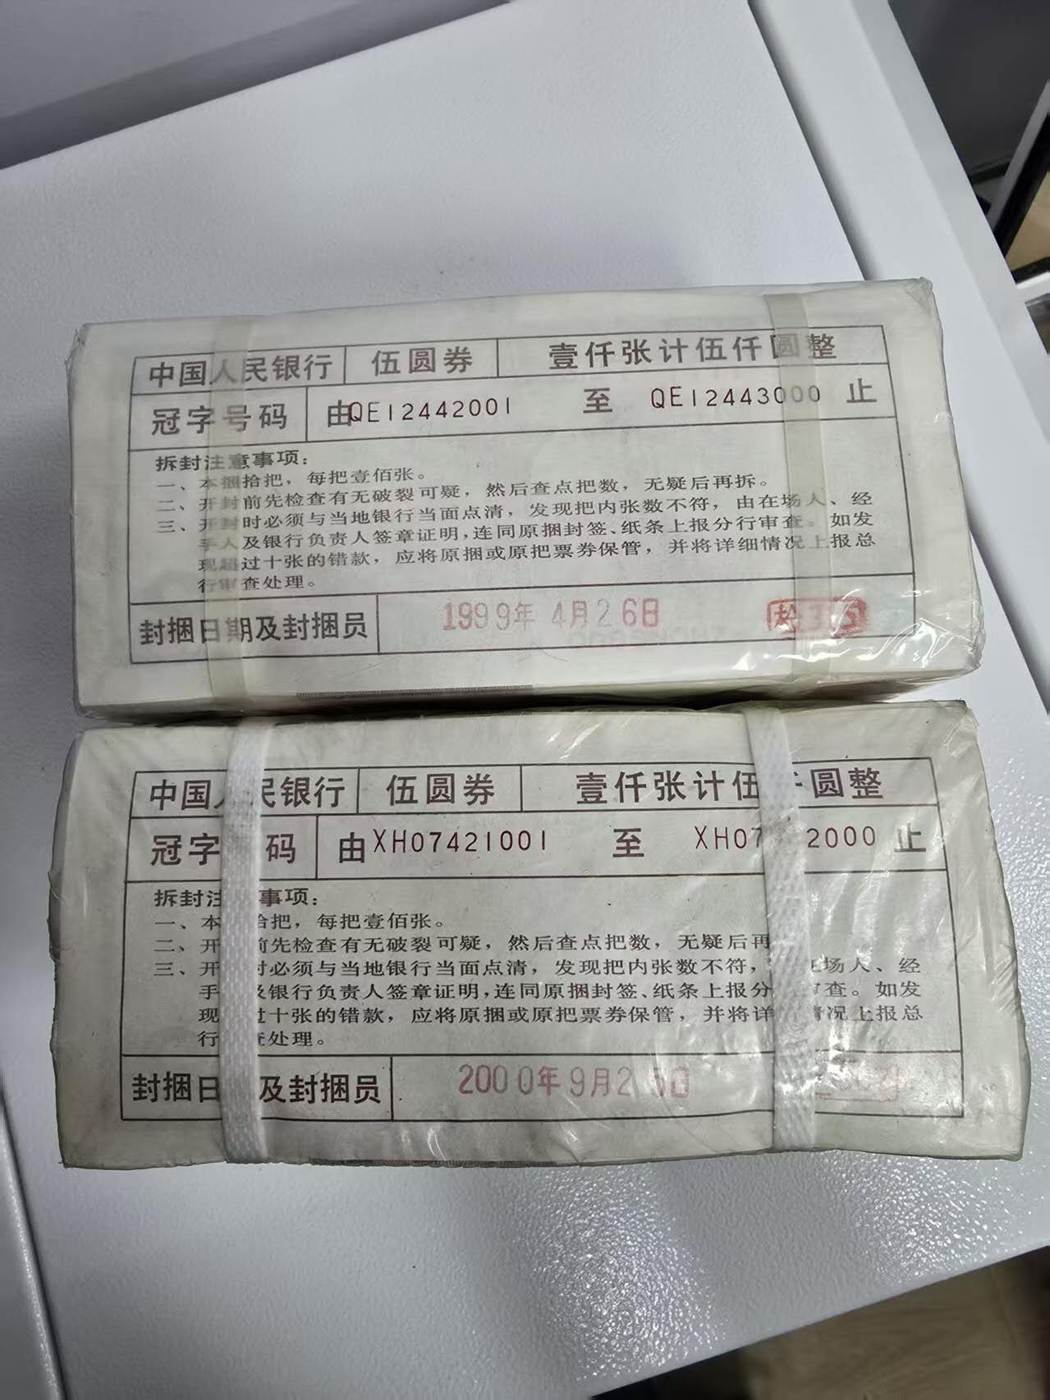 中国人民银行 伍圆券 壹仟张计伍仟圆整
冠字号码 由QE12442001 至 QE12443000 止
拆封注意事项：
一、本捆拾把，每把壹佰张。
二、开封前先检查有无破裂可疑，然后查点把数，无疑后再拆。
三、开封时必须与当地银行当面点清，发现把内张数不符，由在场人、经
手人及银行负责人签章证明，连同原捆封签、纸条上报分行审查。如发
现超过十张的错款，应将原捆或原把票券保管，并将详细情况上报总
行审查处理。
封捆日期及封捆员 1999年 4月26日
中国人民银行 伍圆券 壹仟张计伍仟圆整
冠字 码 由XH07421001 至 XH07 2000 止
拆封注 事项：
一、本 拾把，每把壹佰张。
二、开 前先检查有无破裂可疑，然后查点把数，无疑后再
三、开 时必须与当地银行当面点清，发现把内张数不符， 在场人、经
手 及银行负责人签章证明，连同原捆封签、纸条上报分 审查。如发
现 过十张的错款，应将原捆或原把票券保管，并将详 情况上报总
行 查处理。
封捆日 及封捆员 2000年9月2 日